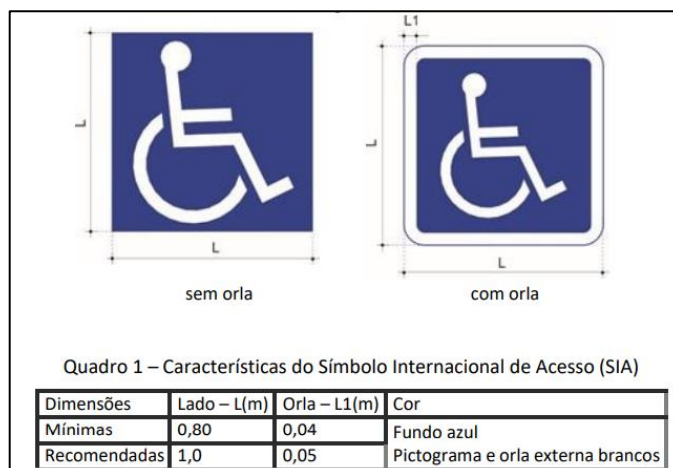 L1
L
L
L
L
sem orla
com orla
Quadro 1 – Características do Símbolo Internacional de Acesso (SIA)
Dimensões Lado – L(m) Orla – L1(m) Cor
Mínimas 0,80 0,04 Fundo azul
Recomendadas 1,0 0,05 Pictograma e orla externa brancos